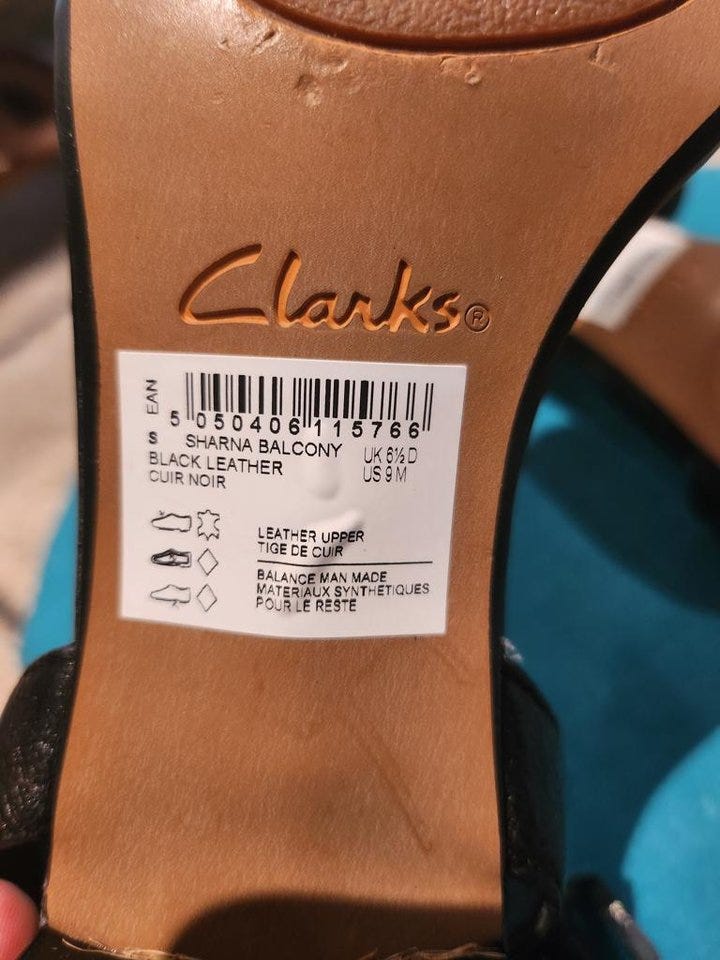 Clarks®
EAN
5 050406 115766
S SHARNA BALCONY UK 6½ D
BLACK LEATHER US 9 M
CUIR NOIR
LEATHER UPPER
TIGE DE CUIR
BALANCE MAN MADE
MATERIAUX SYNTHETIQUES
POUR LE RESTE